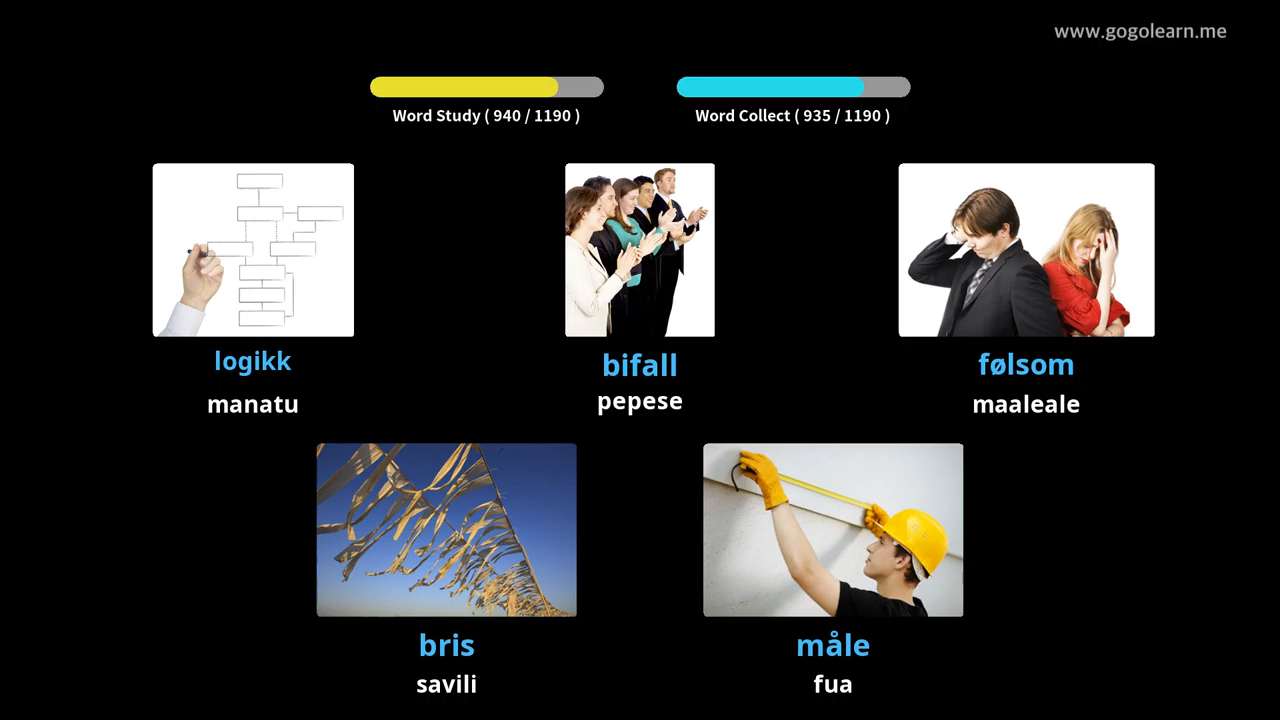 www.gogolearn.me
Word Study ( 940 / 1190 )
Word Collect ( 935 / 1190 )
logikk
manatu
bifall
pepese
følsom
maaleale
bris
savili
måle
fua